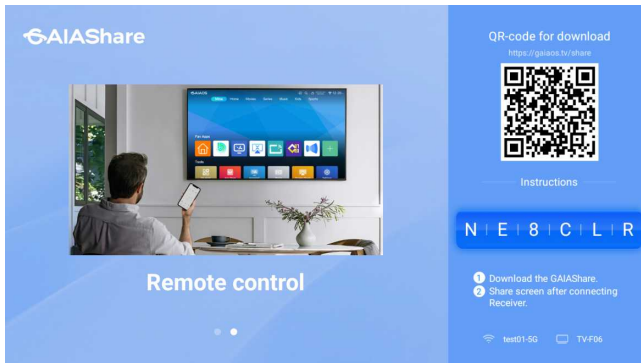 GAIAShare
Remote control
QR-code for download
https://gaiaos.tv/share
Instructions
N E 8 C L R
1 Download the GAIAShare.
2 Share screen after connecting
Receiver.
test01-5G TV-F06